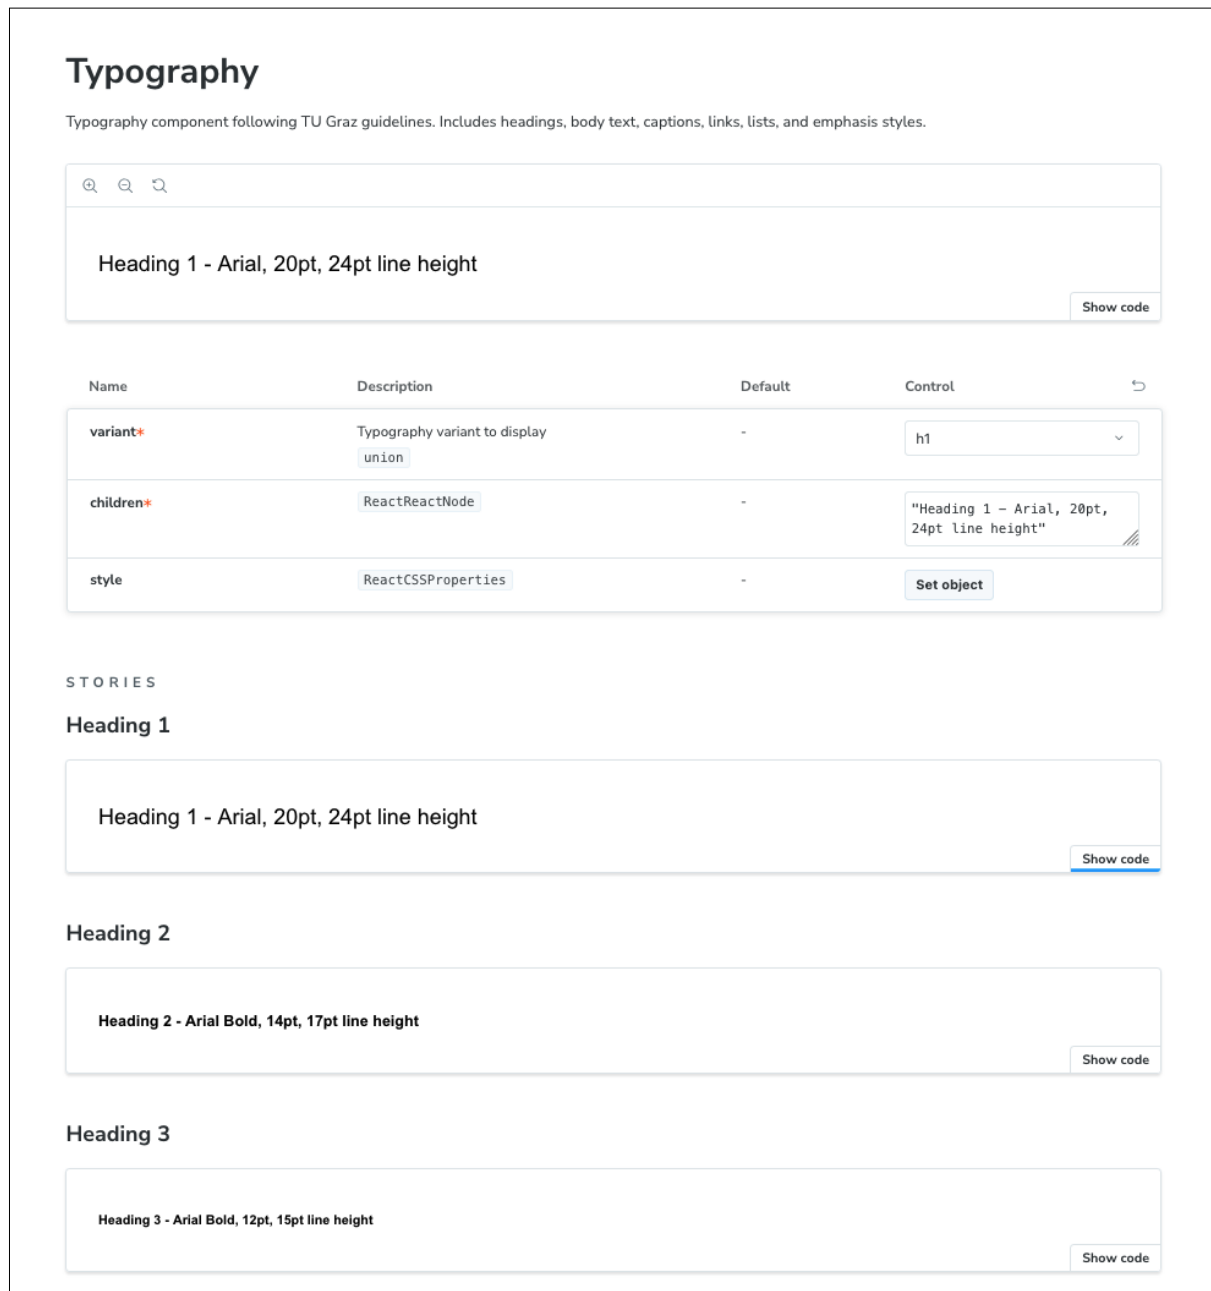 Typography
Typography component following TU Graz guidelines. Includes headings, body text, captions, links, lists, and emphasis styles.
Heading 1 - Arial, 20pt, 24pt line height
Show code
Name Description Default Control
variant* Typography variant to display - h1
union
children* ReactReactNode - "Heading 1 – Arial, 20pt,
24pt line height"
style ReactCSSProperties - Set object
STORIES
Heading 1
Heading 1 - Arial, 20pt, 24pt line height
Show code
Heading 2
Heading 2 - Arial Bold, 14pt, 17pt line height
Show code
Heading 3
Heading 3 - Arial Bold, 12pt, 15pt line height
Show code